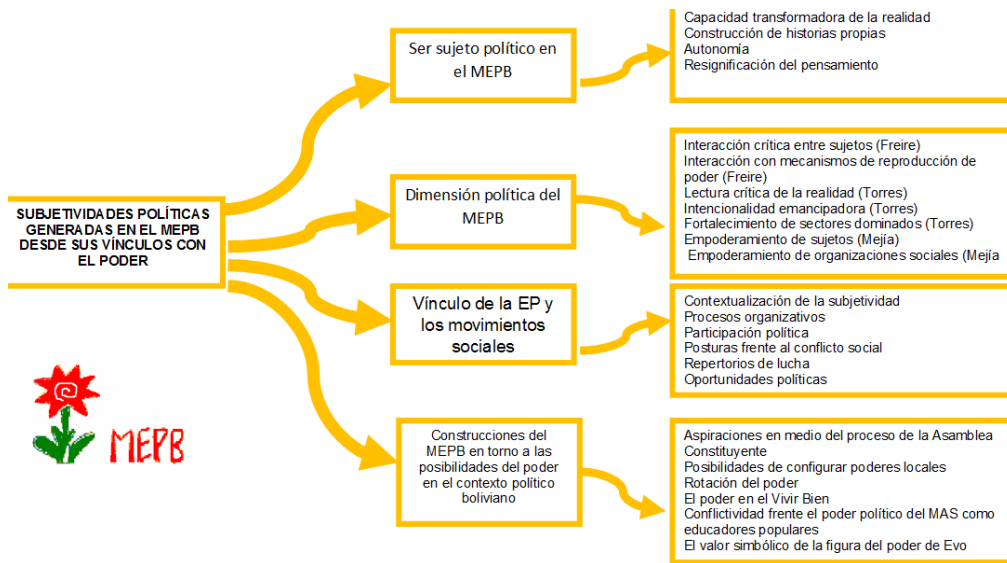 SUBJETIVIDADES POLÍTICAS
GENERADAS EN EL MEPB
DESDE SUS VÍNCULOS CON
EL PODER
MEPB
Ser sujeto político en
el MEPB
Capacidad transformadora de la realidad
Construcción de historias propias
Autonomía
Resignificación del pensamiento
Dimensión política del
MEPB
Interacción crítica entre sujetos (Freire)
Interacción con mecanismos de reproducción de
poder (Freire)
Lectura crítica de la realidad (Torres)
Intencionalidad emancipadora (Torres)
Fortalecimiento de sectores dominados (Torres)
Empoderamiento de sujetos (Mejía)
Empoderamiento de organizaciones sociales (Mejía
Vínculo de la EP y
los movimientos
sociales
Contextualización de la subjetividad
Procesos organizativos
Participación política
Posturas frente al conflicto social
Repertorios de lucha
Oportunidades políticas
Construcciones del
MEPB en torno a las
posibilidades del poder
en el contexto político
boliviano
Aspiraciones en medio del proceso de la Asamblea
Constituyente
Posibilidades de configurar poderes locales
Rotación del poder
El poder en el Vivir Bien
Conflictividad frente el poder político del MAS como
educadores populares
El valor simbólico de la figura del poder de Evo